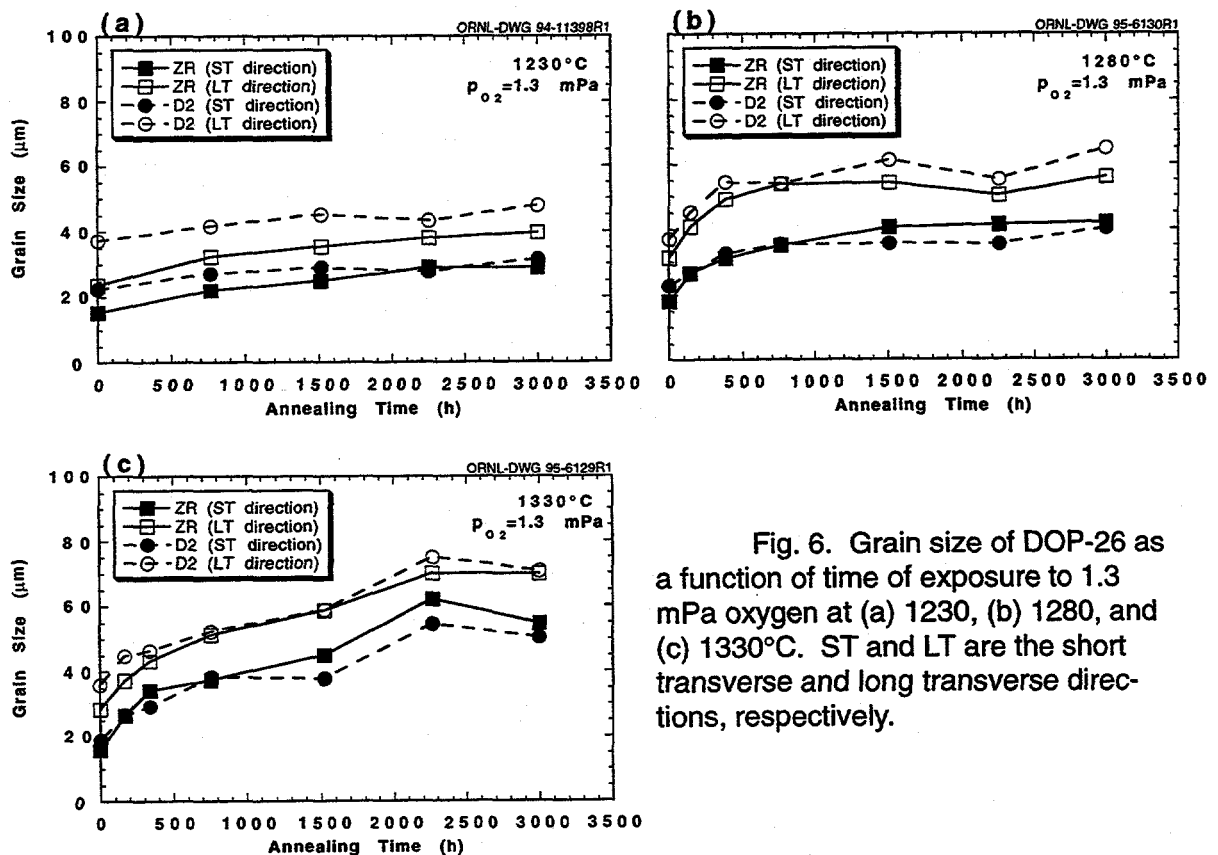 (a)
ORNL-DWG 94-11398R1
100
80
60
40
20
0
Grain Size (μm)
ZR (ST direction)
ZR (LT direction)
D2 (ST direction)
D2 (LT direction)
1230°C
pO2=1.3 mPa
0 500 1000 1500 2000 2500 3000 3500
Annealing Time (h)
(b)
ORNL-DWG 95-6130R1
ZR (ST direction)
ZR (LT direction)
D2 (ST direction)
D2 (LT direction)
1280°C
pO2=1.3 mPa
0 500 1000 1500 2000 2500 3000 3500
Annealing Time (h)
(c)
ORNL-DWG 95-6129R1
100
80
60
40
20
0
Grain Size (μm)
ZR (ST direction)
ZR (LT direction)
D2 (ST direction)
D2 (LT direction)
1330°C
pO2=1.3 mPa
0 500 1000 1500 2000 2500 3000 3500
Annealing Time (h)
Fig. 6. Grain size of DOP-26 as
a function of time of exposure to 1.3
mPa oxygen at (a) 1230, (b) 1280, and
(c) 1330°C. ST and LT are the short
transverse and long transverse direc-
tions, respectively.